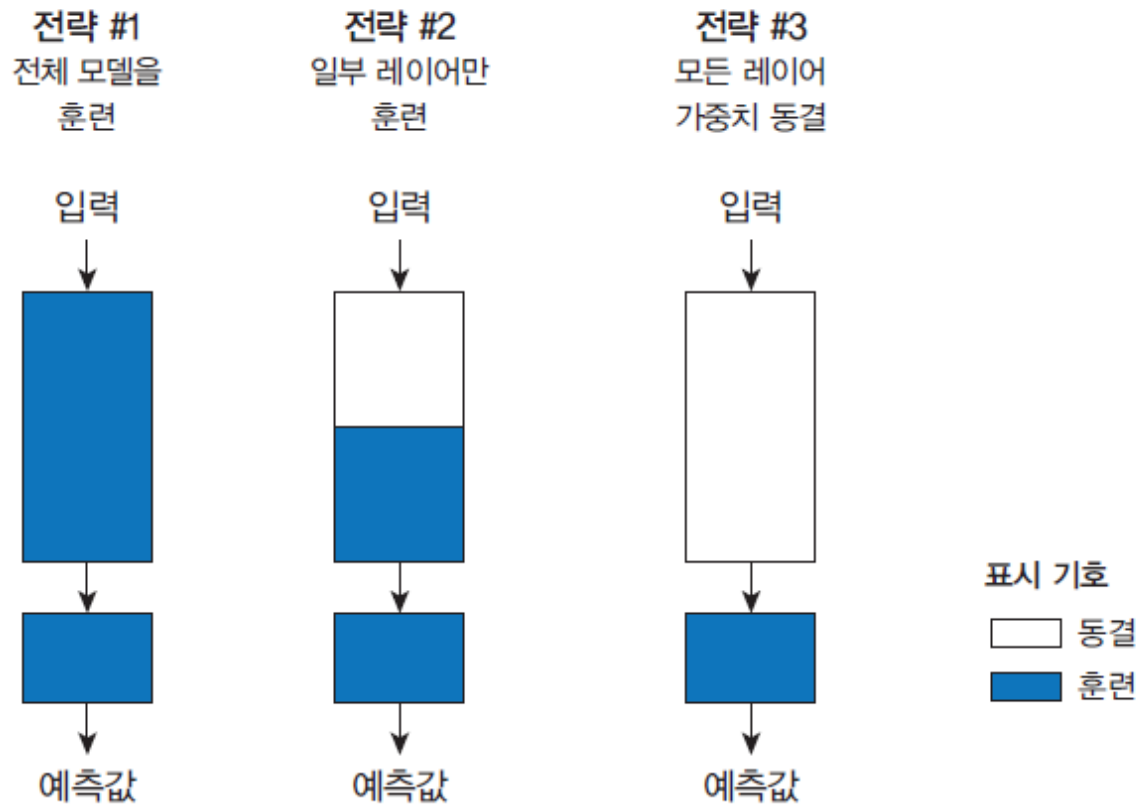 전략 #1
전체 모델을
훈련
입력
예측값
전략 #2
일부 레이어만
훈련
입력
예측값
전략 #3
모든 레이어
가중치 동결
입력
예측값
표시 기호
동결
훈련